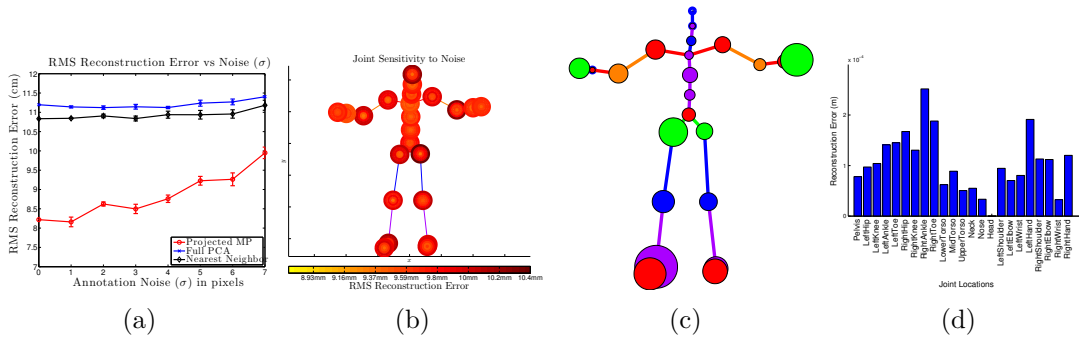 RMS Reconstruction Error vs Noise (σ)
RMS Reconstruction Error (cm)
12
11.5
11
10.5
10
9.5
9
8.5
8
7.5
7
0 1 2 3 4 5 6 7
Projected MP
Full PCA
Nearest Neighbor
Annotation Noise (σ) in pixels
(a)
Joint Sensitivity to Noise
y
x
8.93mm 9.16mm 9.37mm 9.59mm 9.8mm 10mm 10.2mm 10.4mm
RMS Reconstruction Error
(b)
(c)
x 10⁻⁴
Reconstruction Error (m)
2
1
0
Pelvis
LeftHip
LeftKnee
LeftAnkle
LeftToe
RightHip
RightKnee
RightAnkle
RightToe
LowerTorso
MidTorso
UpperTorso
Neck
Nose
Head
LeftShoulder
LeftElbow
LeftWrist
LeftHand
RightShoulder
RightElbow
RightWrist
RightHand
Joint Locations
(d)